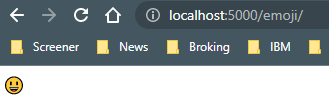 localhost:5000/emoji/
Screener News Broking IBM
😃